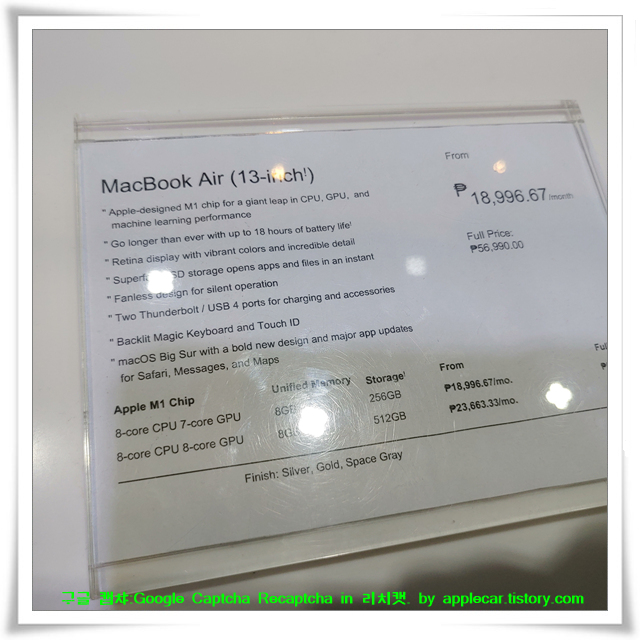 MacBook Air (13-inch¹)
From
₱ 18,996.67/month
" Apple-designed M1 chip for a giant leap in CPU, GPU, and
machine learning performance
" Go longer than ever with up to 18 hours of battery life¹
Full Price:
₱56,990.00
" Retina display with vibrant colors and incredible detail
" SSD storage opens apps and files in an instant
" Fanless design for silent operation
" Two Thunderbolt / USB 4 ports for charging and accessories
" Backlit Magic Keyboard and Touch ID
" macOS Big Sur with a bold new design and major app updates
for Safari, Messages, and Maps
Apple M1 Chip Unified Memory Storage¹ From
8-core CPU 7-core GPU 8GB 256GB ₱18,996.67/mo.
8-core CPU 8-core GPU 512GB ₱23,663.33/mo.
Finish: Silver, Gold, Space Gray
구글 캡챠 Google Captcha Recaptcha in 리치캣. by applecar.tistory.com